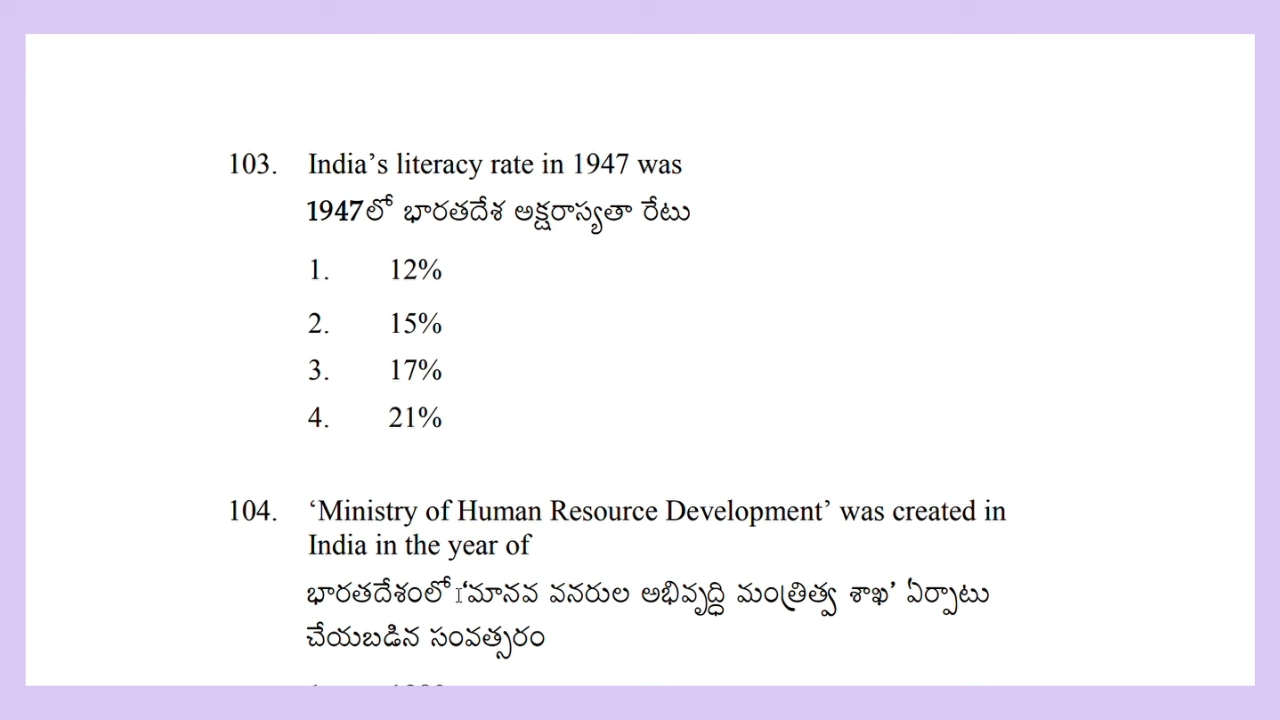 103. India’s literacy rate in 1947 was
1947లో భారతదేశ అక్షరాస్యతా రేటు
1. 12%
2. 15%
3. 17%
4. 21%
104. ‘Ministry of Human Resource Development’ was created in
India in the year of
భారతదేశంలో ‘మానవ వనరుల అభివృద్ధి మంత్రిత్వ శాఖ’ ఏర్పాటు
చేయబడిన సంవత్సరం